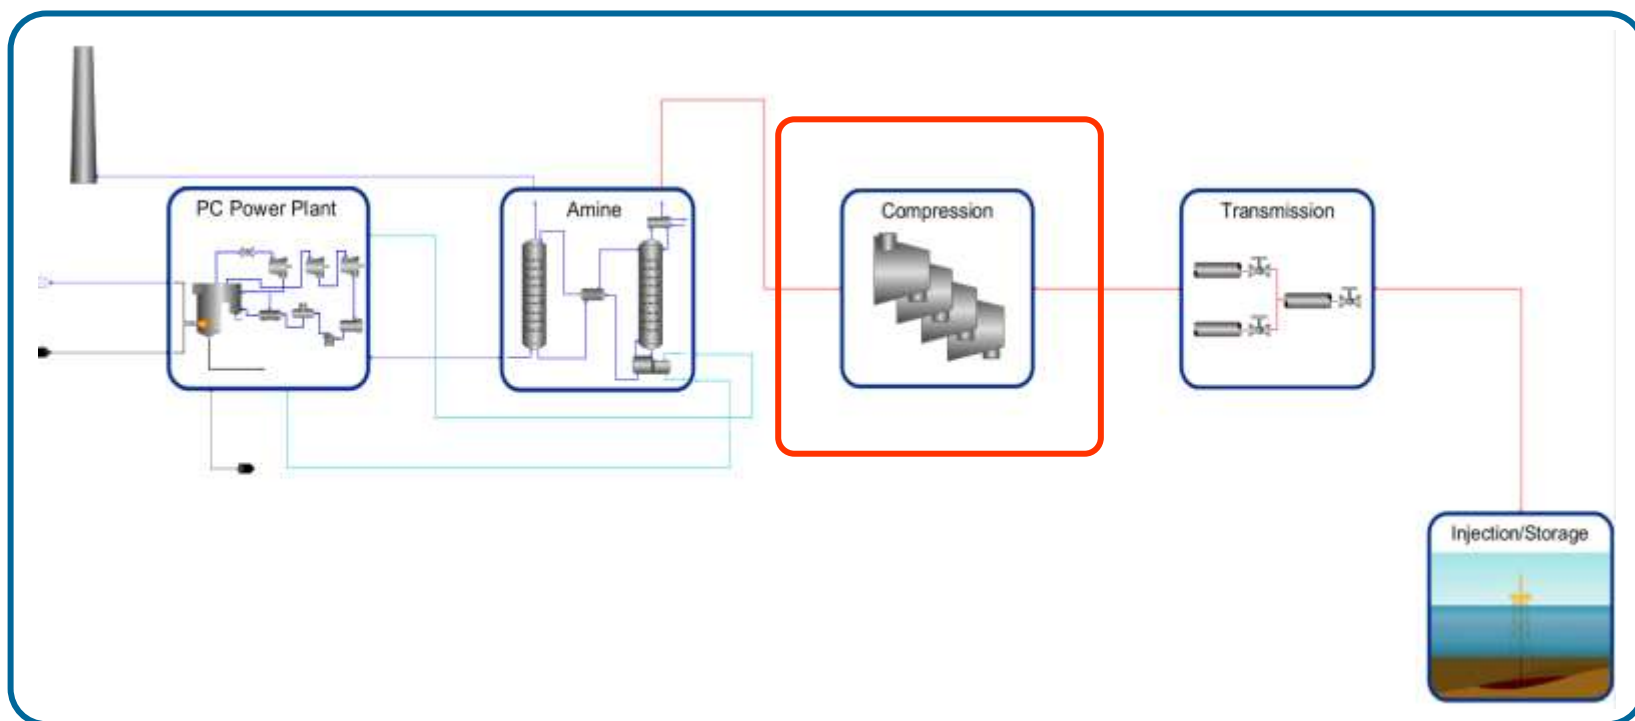 PC Power Plant
Amine
Compression
Transmission
Injection/Storage